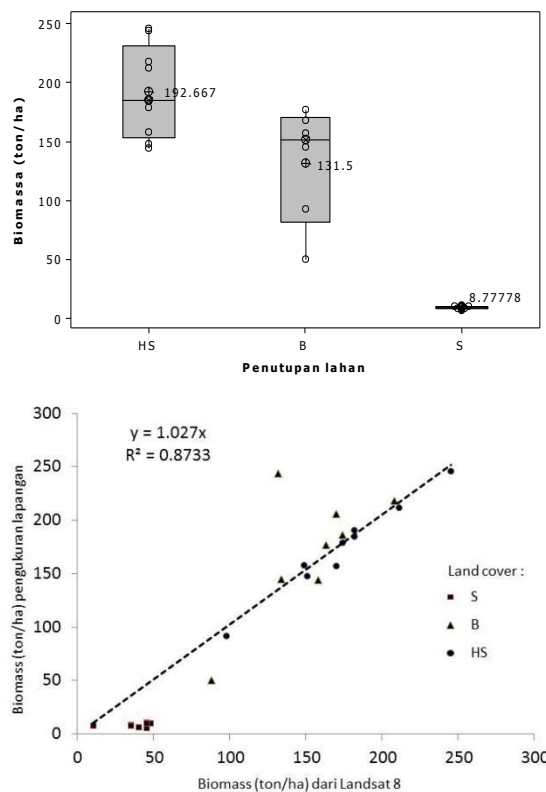 250
200
150
100
50
0
Biomassa (ton/ha)
192.667
131.5
8.77778
HS B S
Penutupan lahan
300
250
200
150
100
50
0
Biomass (ton/ha) pengukuran lapangan
y = 1.027x
R² = 0.8733
Land cover :
S
B
HS
0 50 100 150 200 250 300
Biomass (ton/ha) dari Landsat 8